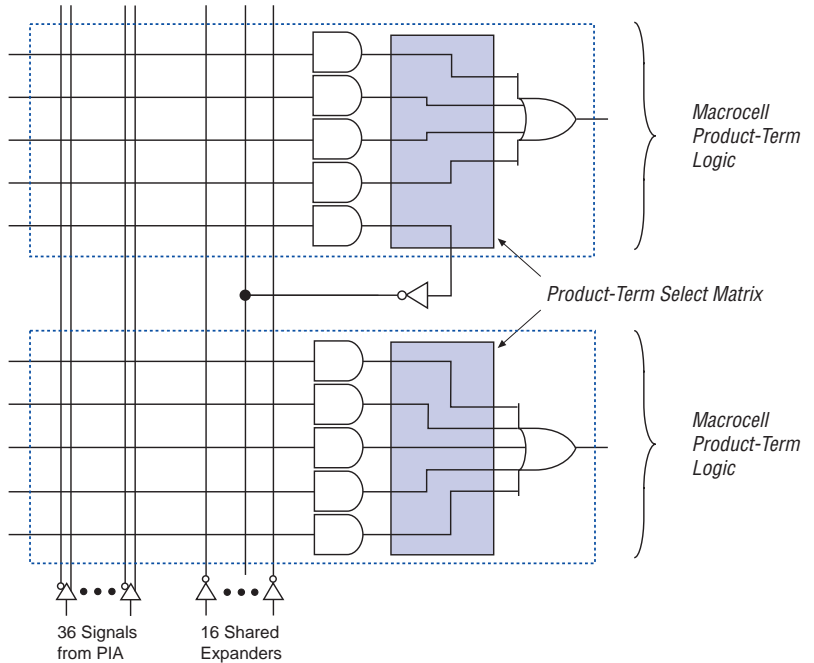 Macrocell
Product-Term
Logic
Product-Term Select Matrix
Macrocell
Product-Term
Logic
36 Signals
from PIA
16 Shared
Expanders